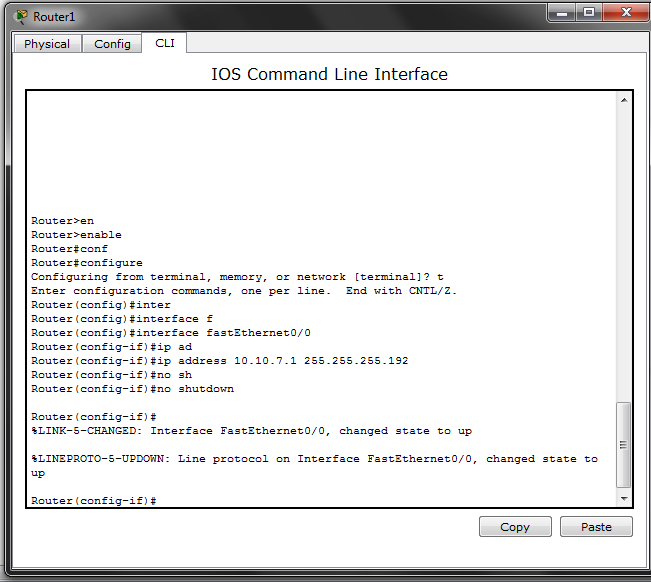 Router1
Physical Config CLI
IOS Command Line Interface
Router>en
Router>enable
Router#conf
Router#configure
Configuring from terminal, memory, or network [terminal]? t
Enter configuration commands, one per line.  End with CNTL/Z.
Router(config)#inter
Router(config)#interface f
Router(config)#interface fastEthernet0/0
Router(config-if)#ip ad
Router(config-if)#ip address 10.10.7.1 255.255.255.192
Router(config-if)#no sh
Router(config-if)#no shutdown
Router(config-if)#
%LINK-5-CHANGED: Interface FastEthernet0/0, changed state to up
%LINEPROTO-5-UPDOWN: Line protocol on Interface FastEthernet0/0, changed state to
up
Router(config-if)#
Copy Paste